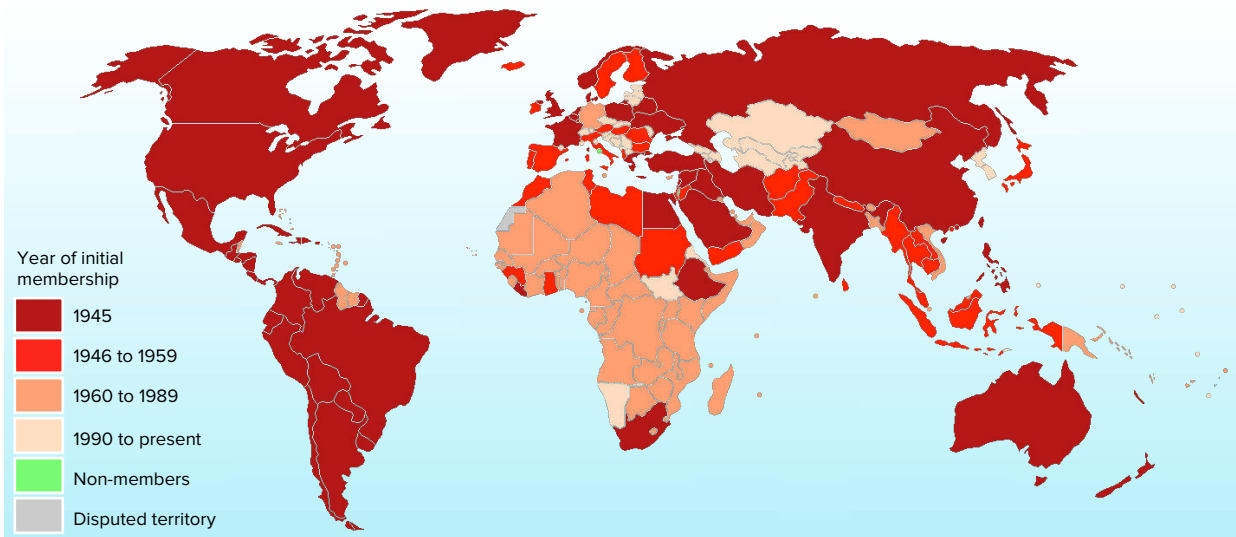 Year of initial
membership
1945
1946 to 1959
1960 to 1989
1990 to present
Non-members
Disputed territory